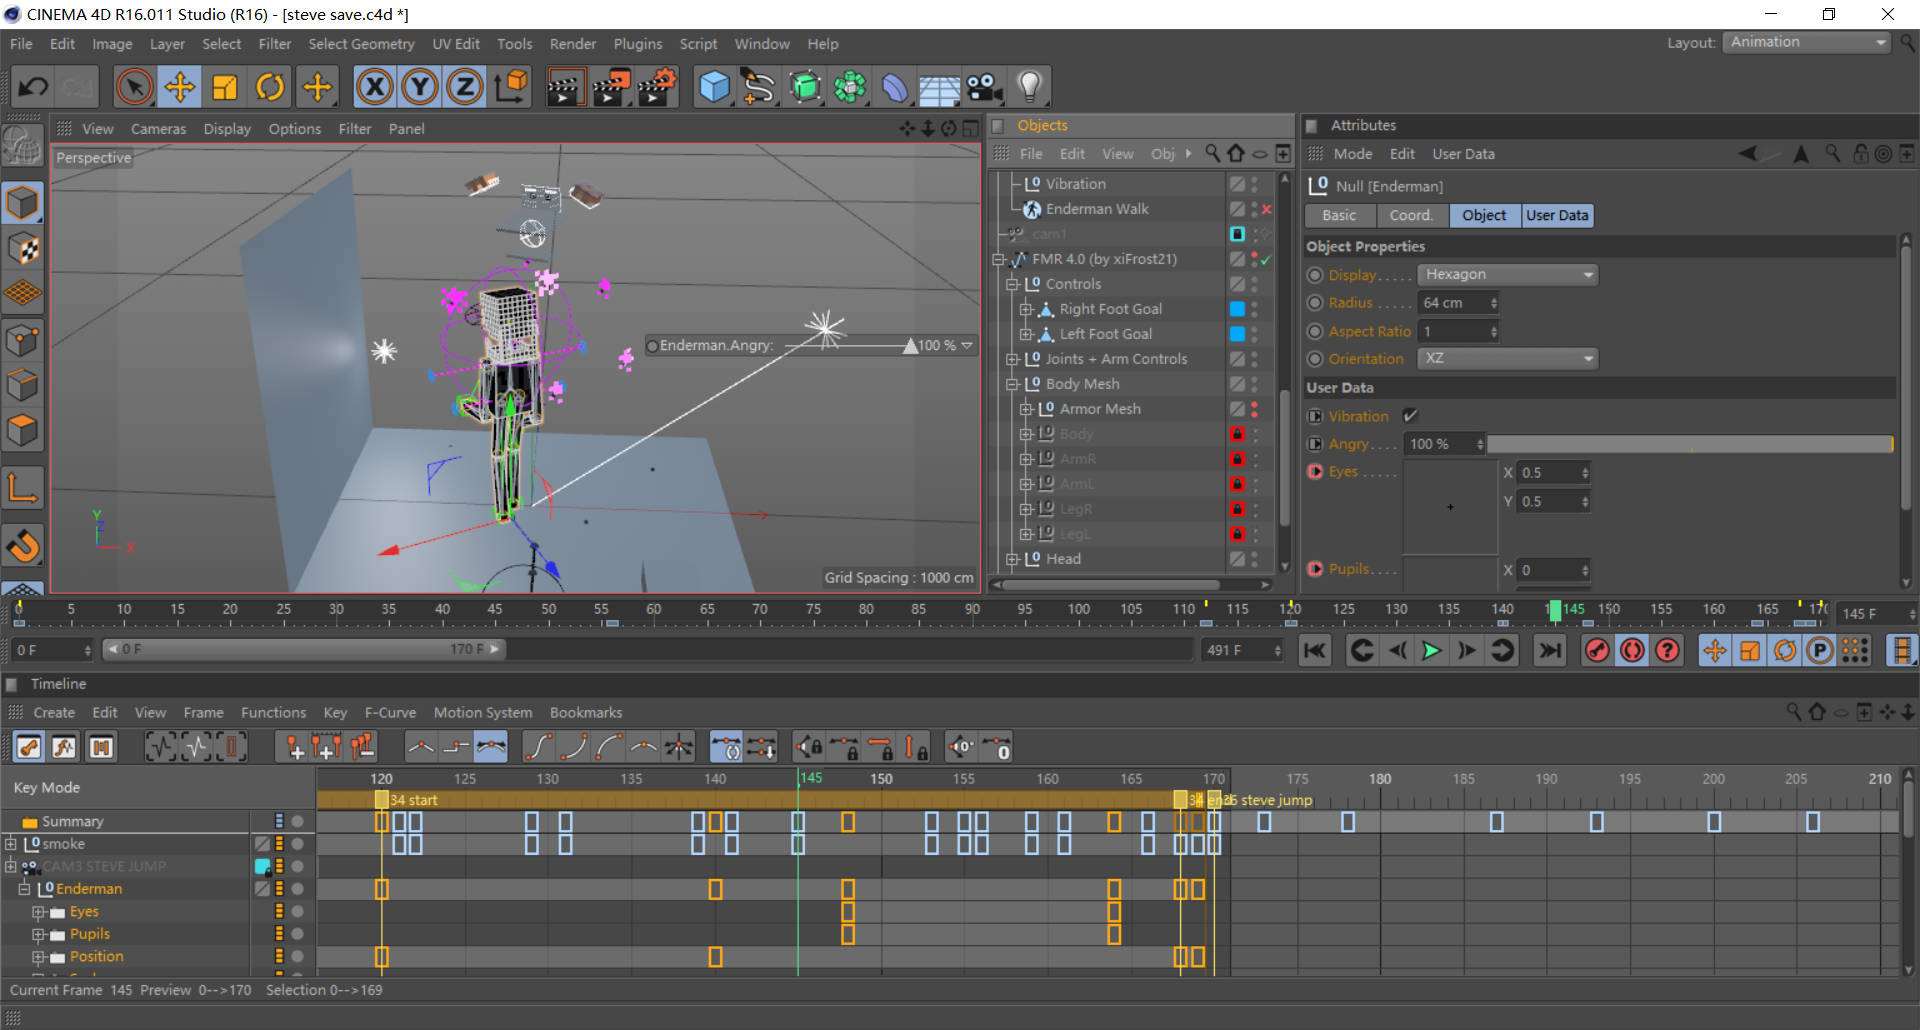 CINEMA 4D R16.011 Studio (R16) - [steve save.c4d *]
File Edit Image Layer Select Filter Select Geometry UV Edit Tools Render Plugins Script Window Help
Layout: Animation
X Y Z
View Cameras Display Options Filter Panel
Perspective
Enderman.Angry: 100 %
Y
Z
X
Grid Spacing : 1000 cm
Objects
File Edit View Obj
Vibration
Enderman Walk
cam1
FMR 4.0 (by xiFrost21)
Controls
Right Foot Goal
Left Foot Goal
Joints + Arm Controls
Body Mesh
Armor Mesh
Body
ArmR
ArmL
LegR
LegL
Head
Attributes
Mode Edit User Data
Null [Enderman]
Basic Coord. Object User Data
Object Properties
Display..... Hexagon
Radius ..... 64 cm
Aspect Ratio 1
Orientation XZ
User Data
Vibration
Angry.... 100 %
Eyes ..... X 0.5
Y 0.5
Pupils.... X 0
0 5 10 15 20 25 30 35 40 45 50 55 60 65 70 75 80 85 90 95 100 105 110 115 120 125 130 135 140 145 150 155 160 165 170 145 F
0 F 0 F 170 F 491 F
P
Timeline
Create Edit View Frame Functions Key F-Curve Motion System Bookmarks
Key Mode
120 125 130 135 140 145 150 155 160 165 170 175 180 185 190 195 200 205 210
34 start steve jump
Summary
smoke
CAM3 STEVE JUMP
Enderman
Eyes
Pupils
Position
Current Frame 145 Preview 0-->170 Selection 0-->169